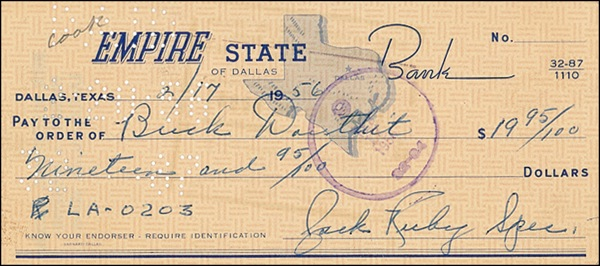 cook
EMPIRE STATE Bank No.
OF DALLAS
DALLAS
32-87
1110
DALLAS, TEXAS 2/17 1956
PAY TO THE
ORDER OF Buck Douthit $ 19 95/100
Nineteen and 95/100 DOLLARS
LA-0203
KNOW YOUR ENDORSER - REQUIRE IDENTIFICATION
Jack Ruby Spec.